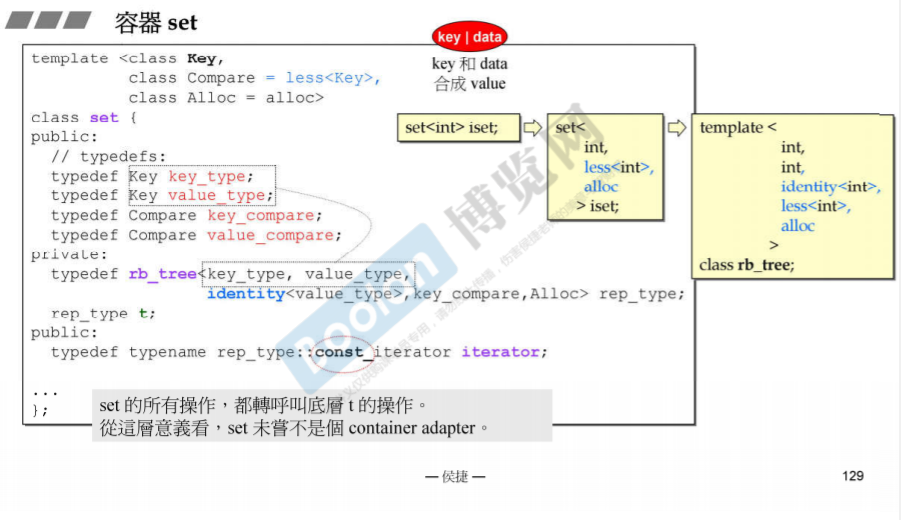 容器 set
key | data
key 和 data
合成 value
template <class Key,
class Compare = less<Key>,
class Alloc = alloc>
class set {
public:
// typedefs:
typedef Key key_type;
typedef Key value_type;
typedef Compare key_compare;
typedef Compare value_compare;
private:
typedef rb_tree<key_type, value_type,
identity<value_type>,key_compare,Alloc> rep_type;
rep_type t;
public:
typedef typename rep_type::const_iterator iterator;
...
};
set<int> iset;
set<
int,
less<int>,
alloc
> iset;
template <
int,
int,
identity<int>,
less<int>,
alloc
>
class rb_tree;
set 的所有操作，都轉呼叫底層 t 的操作。
從這層意義看，set 未嘗不是個 container adapter。
Boolan 博览网
— 侯捷 —
129